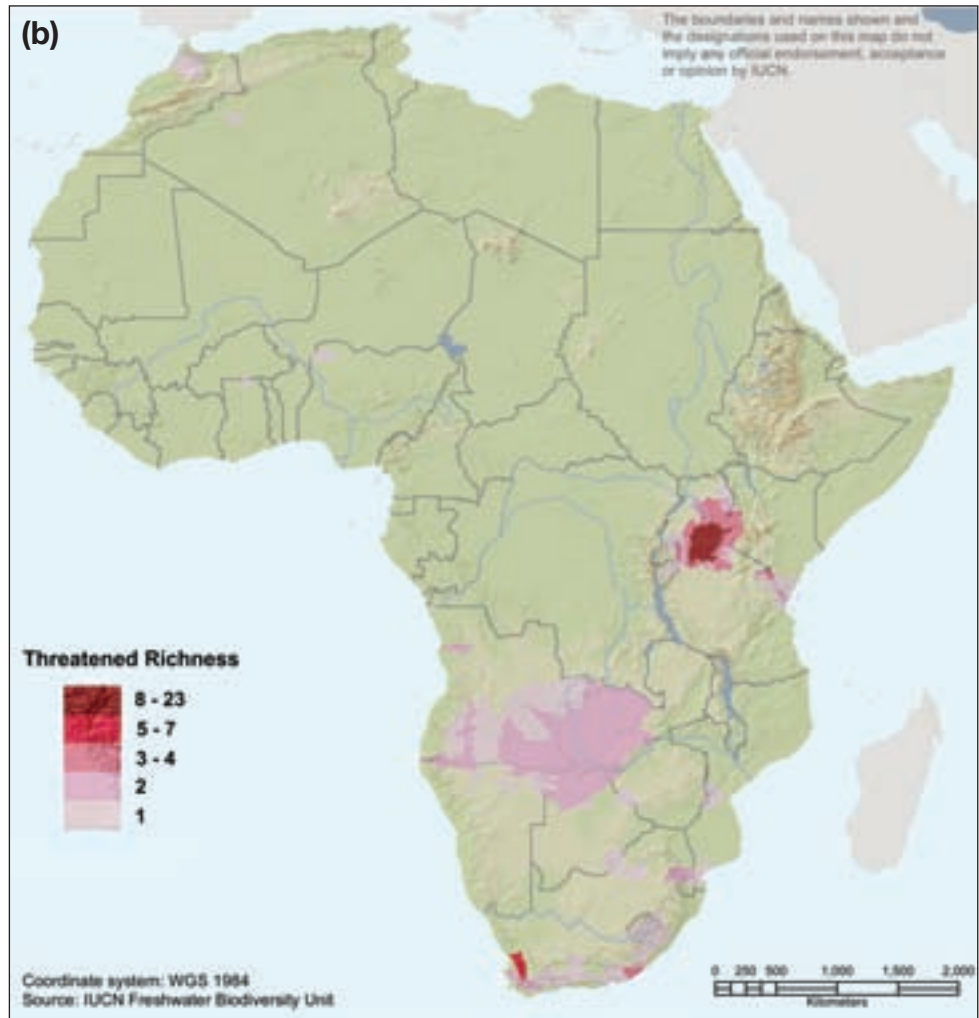 (b)
The boundaries and names shown and
the designations used on this map do not
imply any official endorsement, acceptance
or opinion by IUCN.
Threatened Richness
8 - 23
5 - 7
3 - 4
2
1
Coordinate system: WGS 1984
Source: IUCN Freshwater Biodiversity Unit
0 250 500 1,000 1,500 2,000
Kilometers